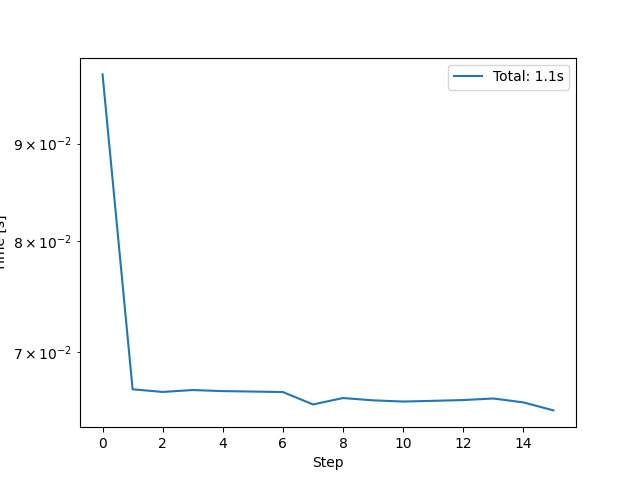 Total: 1.1s
9 × 10⁻²
8 × 10⁻²
7 × 10⁻²
Time [s]
0 2 4 6 8 10 12 14
Step